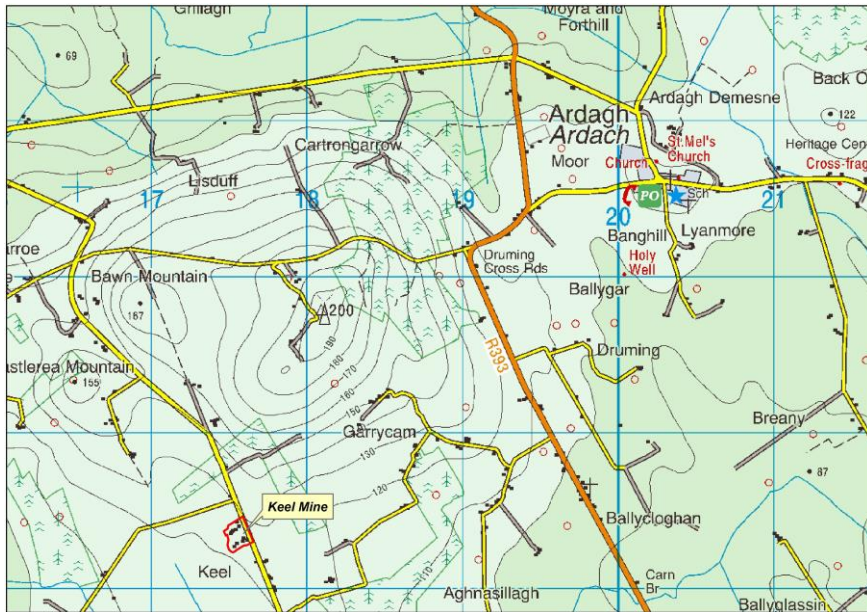 Grillagh
Moyra and
Forthill
69
Back O
Ardagh
Ardach
Ardagh Demesne
122
Cartrongarrow
Moor
Church
St.Mel's
Church
Heritage Cen
Cross-frag
Lisduff
17
18
19
20
21
PO
Sch
Banghill
Lyanmore
Holy
Well
Druming
Cross Rds
Ballygar
arroe
Bawn Mountain
167
200
190
180
170
160
150
130
120
110
R393
Druming
astlerea Mountain
155
Garrycam
Breany
87
Keel Mine
Ballycloghan
Keel
Aghnasillagh
Carn
Br
Ballyglassin